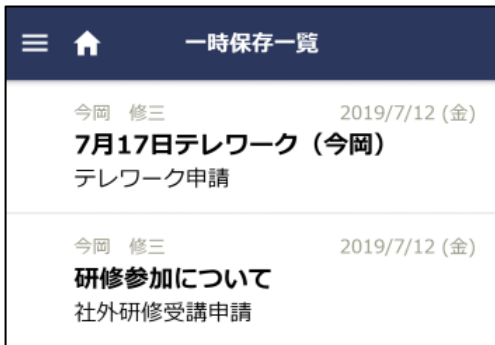 一時保存一覧
今岡 修三 2019/7/12 (金)
7月17日テレワーク（今岡）
テレワーク申請
今岡 修三 2019/7/12 (金)
研修参加について
社外研修受講申請